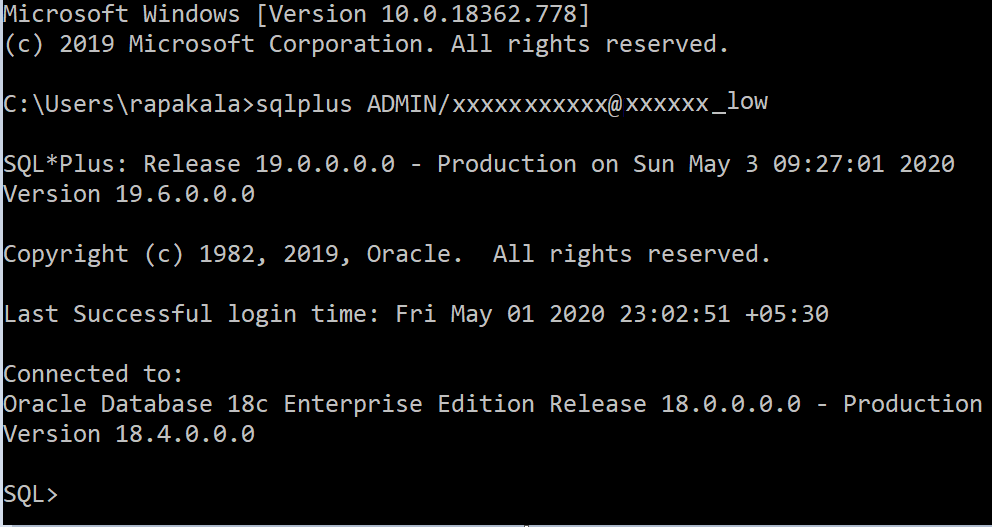 Microsoft Windows [Version 10.0.18362.778]
(c) 2019 Microsoft Corporation. All rights reserved.
C:\Users\rapakala>sqlplus ADMIN/xxxxxxxxxxx@xxxxxx_low
SQL*Plus: Release 19.0.0.0.0 - Production on Sun May 3 09:27:01 2020
Version 19.6.0.0.0
Copyright (c) 1982, 2019, Oracle.  All rights reserved.
Last Successful login time: Fri May 01 2020 23:02:51 +05:30
Connected to:
Oracle Database 18c Enterprise Edition Release 18.0.0.0.0 - Production
Version 18.4.0.0.0
SQL>